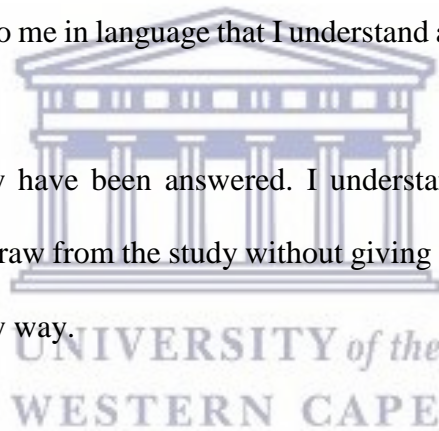 o me in language that I understand a
y have been answered. I understa
raw from the study without giving
y way.
UNIVERSITY of the
WESTERN CAPE